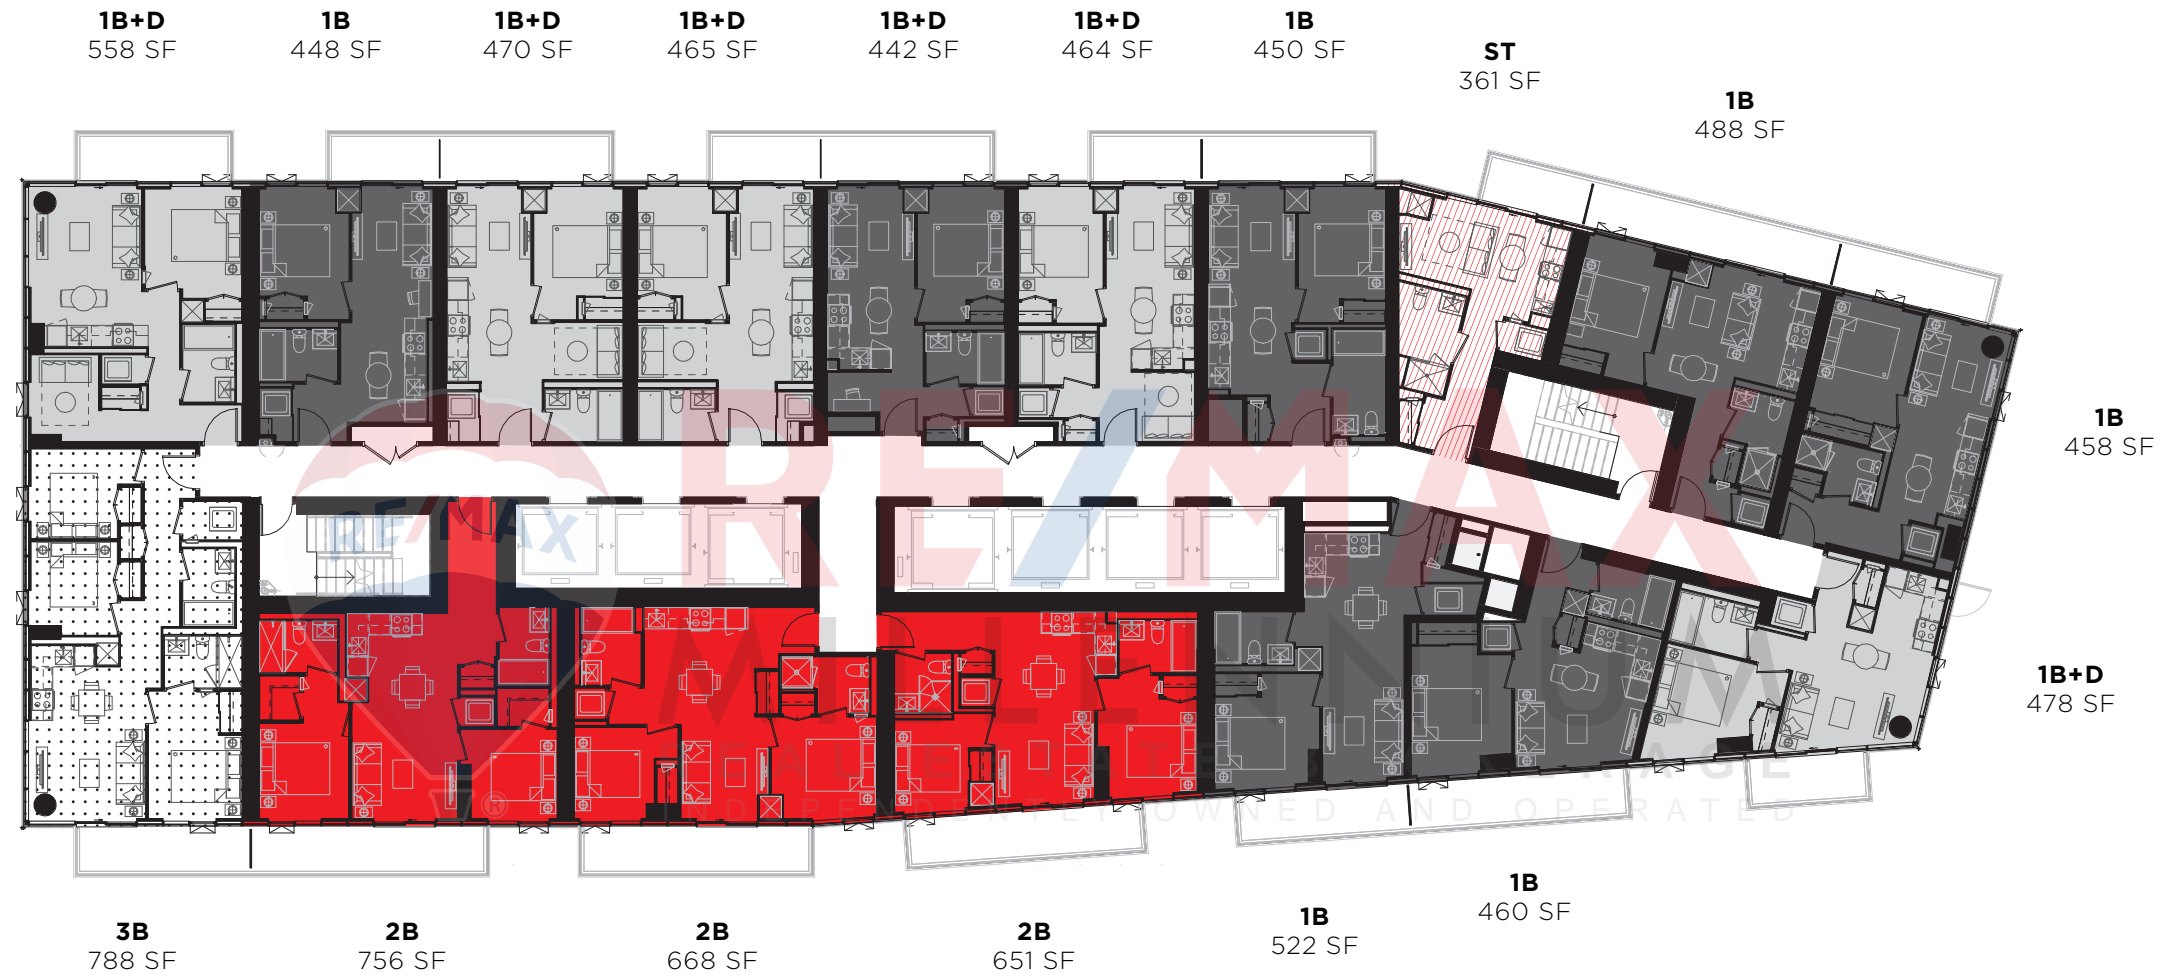 1B+D
558 SF
1B
448 SF
1B+D
470 SF
1B+D
465 SF
1B+D
442 SF
1B+D
464 SF
1B
450 SF
ST
361 SF
1B
488 SF
1B
458 SF
1B+D
478 SF
RE/MAX
RE/MAX
MILLENNIUM
REAL ESTATE BROKERAGE
®
INDEPENDENTLY OWNED AND OPERATED
3B
788 SF
2B
756 SF
2B
668 SF
2B
651 SF
1B
522 SF
1B
460 SF